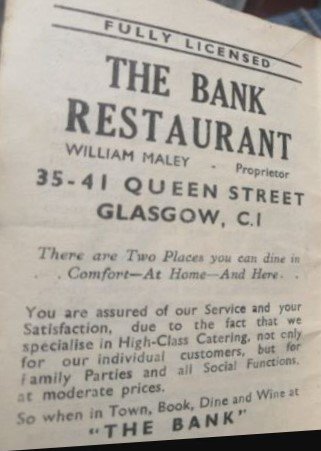 FULLY LICENSED
THE BANK
RESTAURANT
WILLIAM MALEY - Proprietor
35-41 QUEEN STREET
GLASGOW, C.I
There are Two Places you can dine in
. . Comfort—At Home—And Here. .
You are assured of our Service and your
Satisfaction, due to the fact that we
specialise in High-Class Catering, not only
for our individual customers, but for
Family Parties and all Social Functions,
at moderate prices.
So when in Town, Book, Dine and Wine at
"THE BANK"